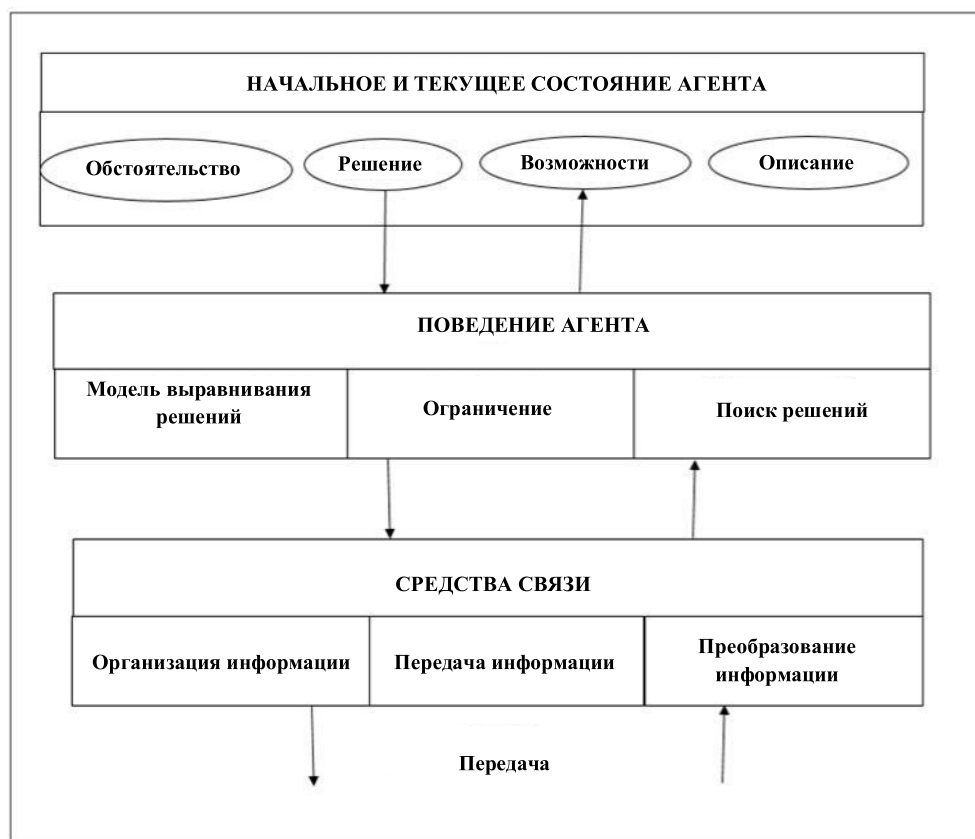 НАЧАЛЬНОЕ И ТЕКУЩЕЕ СОСТОЯНИЕ АГЕНТА
Обстоятельство
Решение
Возможности
Описание
ПОВЕДЕНИЕ АГЕНТА
Модель выравнивания
решений
Ограничение
Поиск решений
СРЕДСТВА СВЯЗИ
Организация информации
Передача информации
Преобразование
информации
Передача